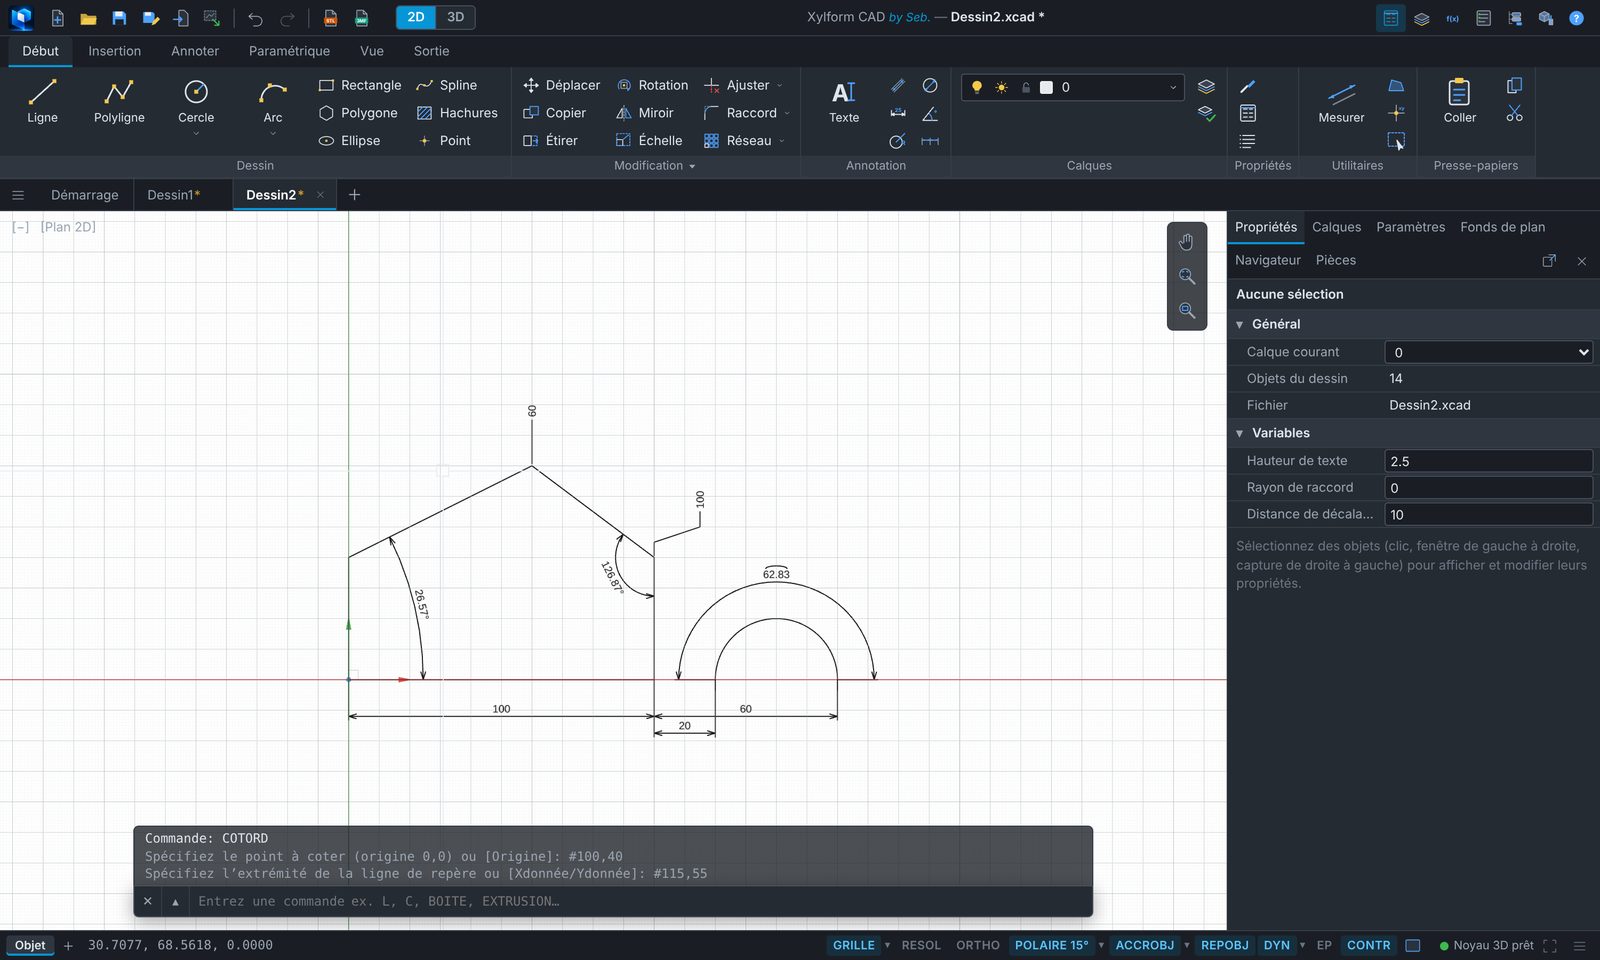 2D 3D
Xylform CAD by Seb. — Dessin2.xcad *
f(x)
?
Début Insertion Annoter Paramétrique Vue Sortie
Ligne Polyligne Cercle Arc
Rectangle Spline
Polygone Hachures
Ellipse Point
Dessin
Déplacer Rotation Ajuster
Copier Miroir Raccord
Étirer Échelle Réseau
Modification
AI
Texte
Annotation
0
Calques
Propriétés
Mesurer
Utilitaires
Coller
Presse-papiers
Démarrage Dessin1* Dessin2* × +
[−] [Plan 2D]
60
100
126.87°
26.57°
62.83
100
60
20
Propriétés Calques Paramètres Fonds de plan
Navigateur Pièces
Aucune sélection
Général
Calque courant 0
Objets du dessin 14
Fichier Dessin2.xcad
Variables
Hauteur de texte 2.5
Rayon de raccord 0
Distance de décala... 10
Sélectionnez des objets (clic, fenêtre de gauche à droite,
capture de droite à gauche) pour afficher et modifier leurs
propriétés.
Commande: COTORD
Spécifiez le point à coter (origine 0,0) ou [Origine]: #100,40
Spécifiez l’extrémité de la ligne de repère ou [Xdonnée/Ydonnée]: #115,55
Entrez une commande ex. L, C, BOITE, EXTRUSION…
Objet + 30.7077, 68.5618, 0.0000
GRILLE RESOL ORTHO POLAIRE 15° ACCROBJ REPOBJ DYN EP CONTR Noyau 3D prêt